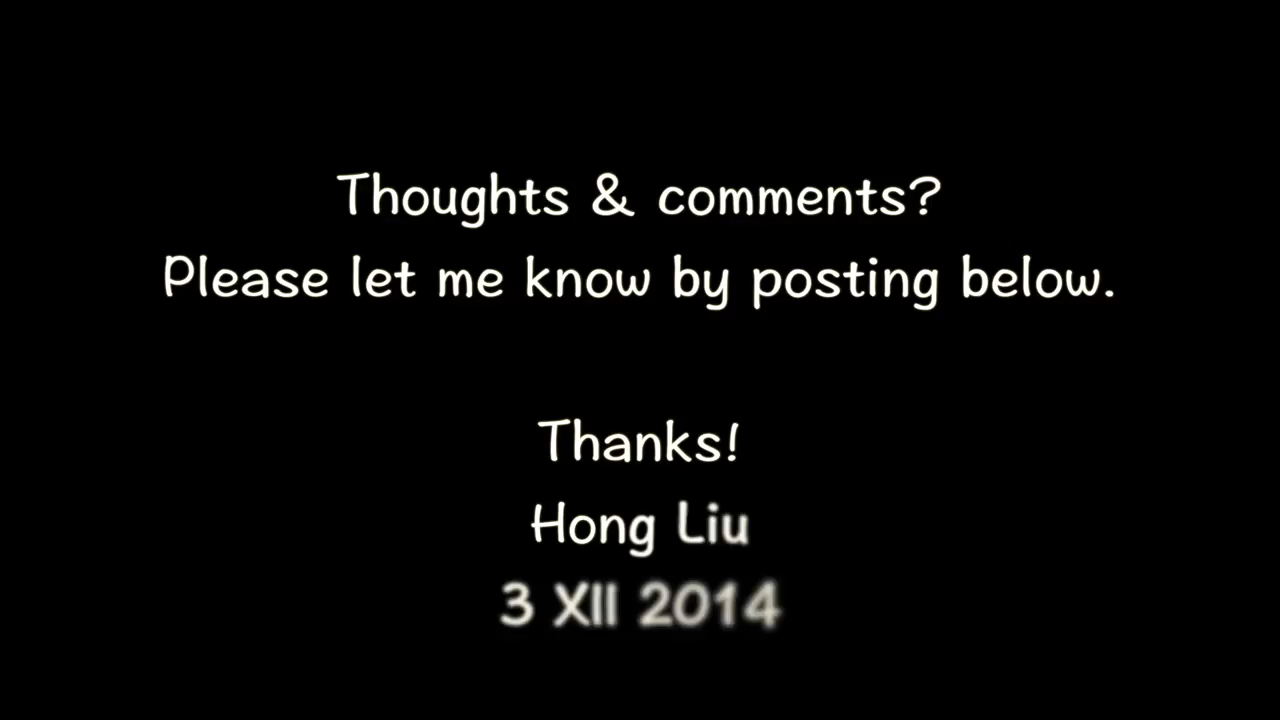 Thoughts & comments?
Please let me know by posting below.
Thanks!
Hong Liu
3 XII 2014